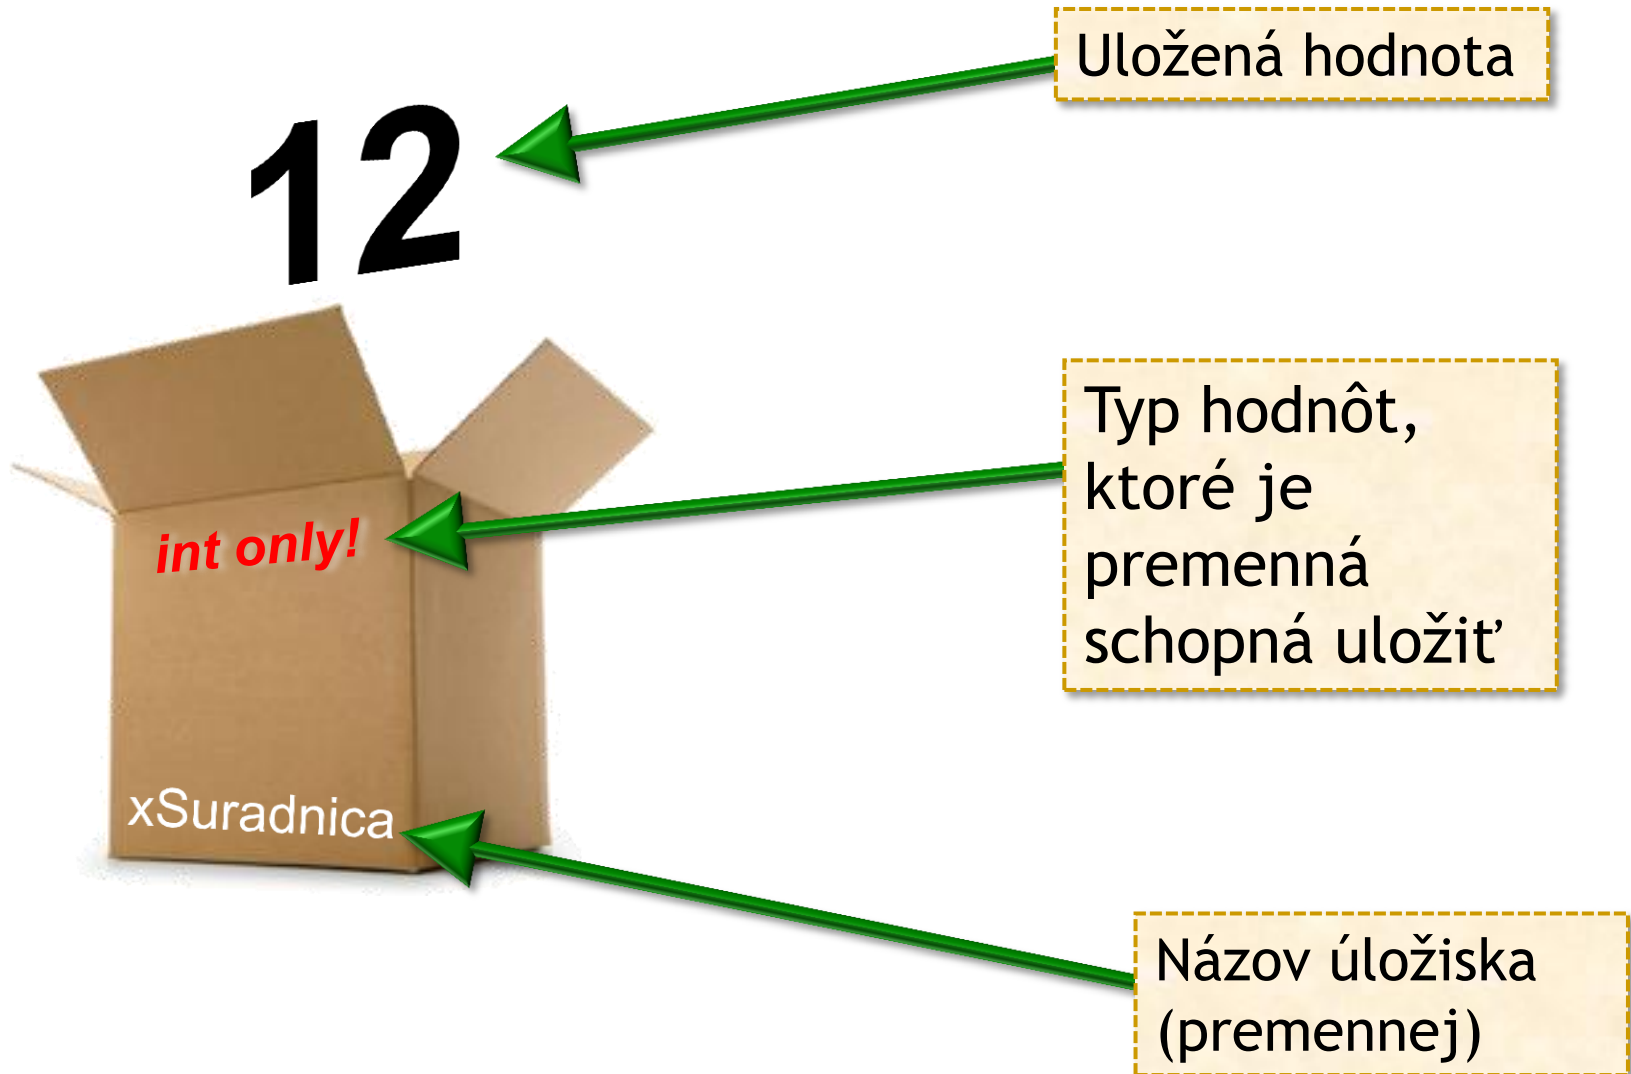 Uložená hodnota
12
Typ hodnôt,
ktoré je
premenná
schopná uložiť
int only!
xSuradnica
Názov úložiska
(premennej)